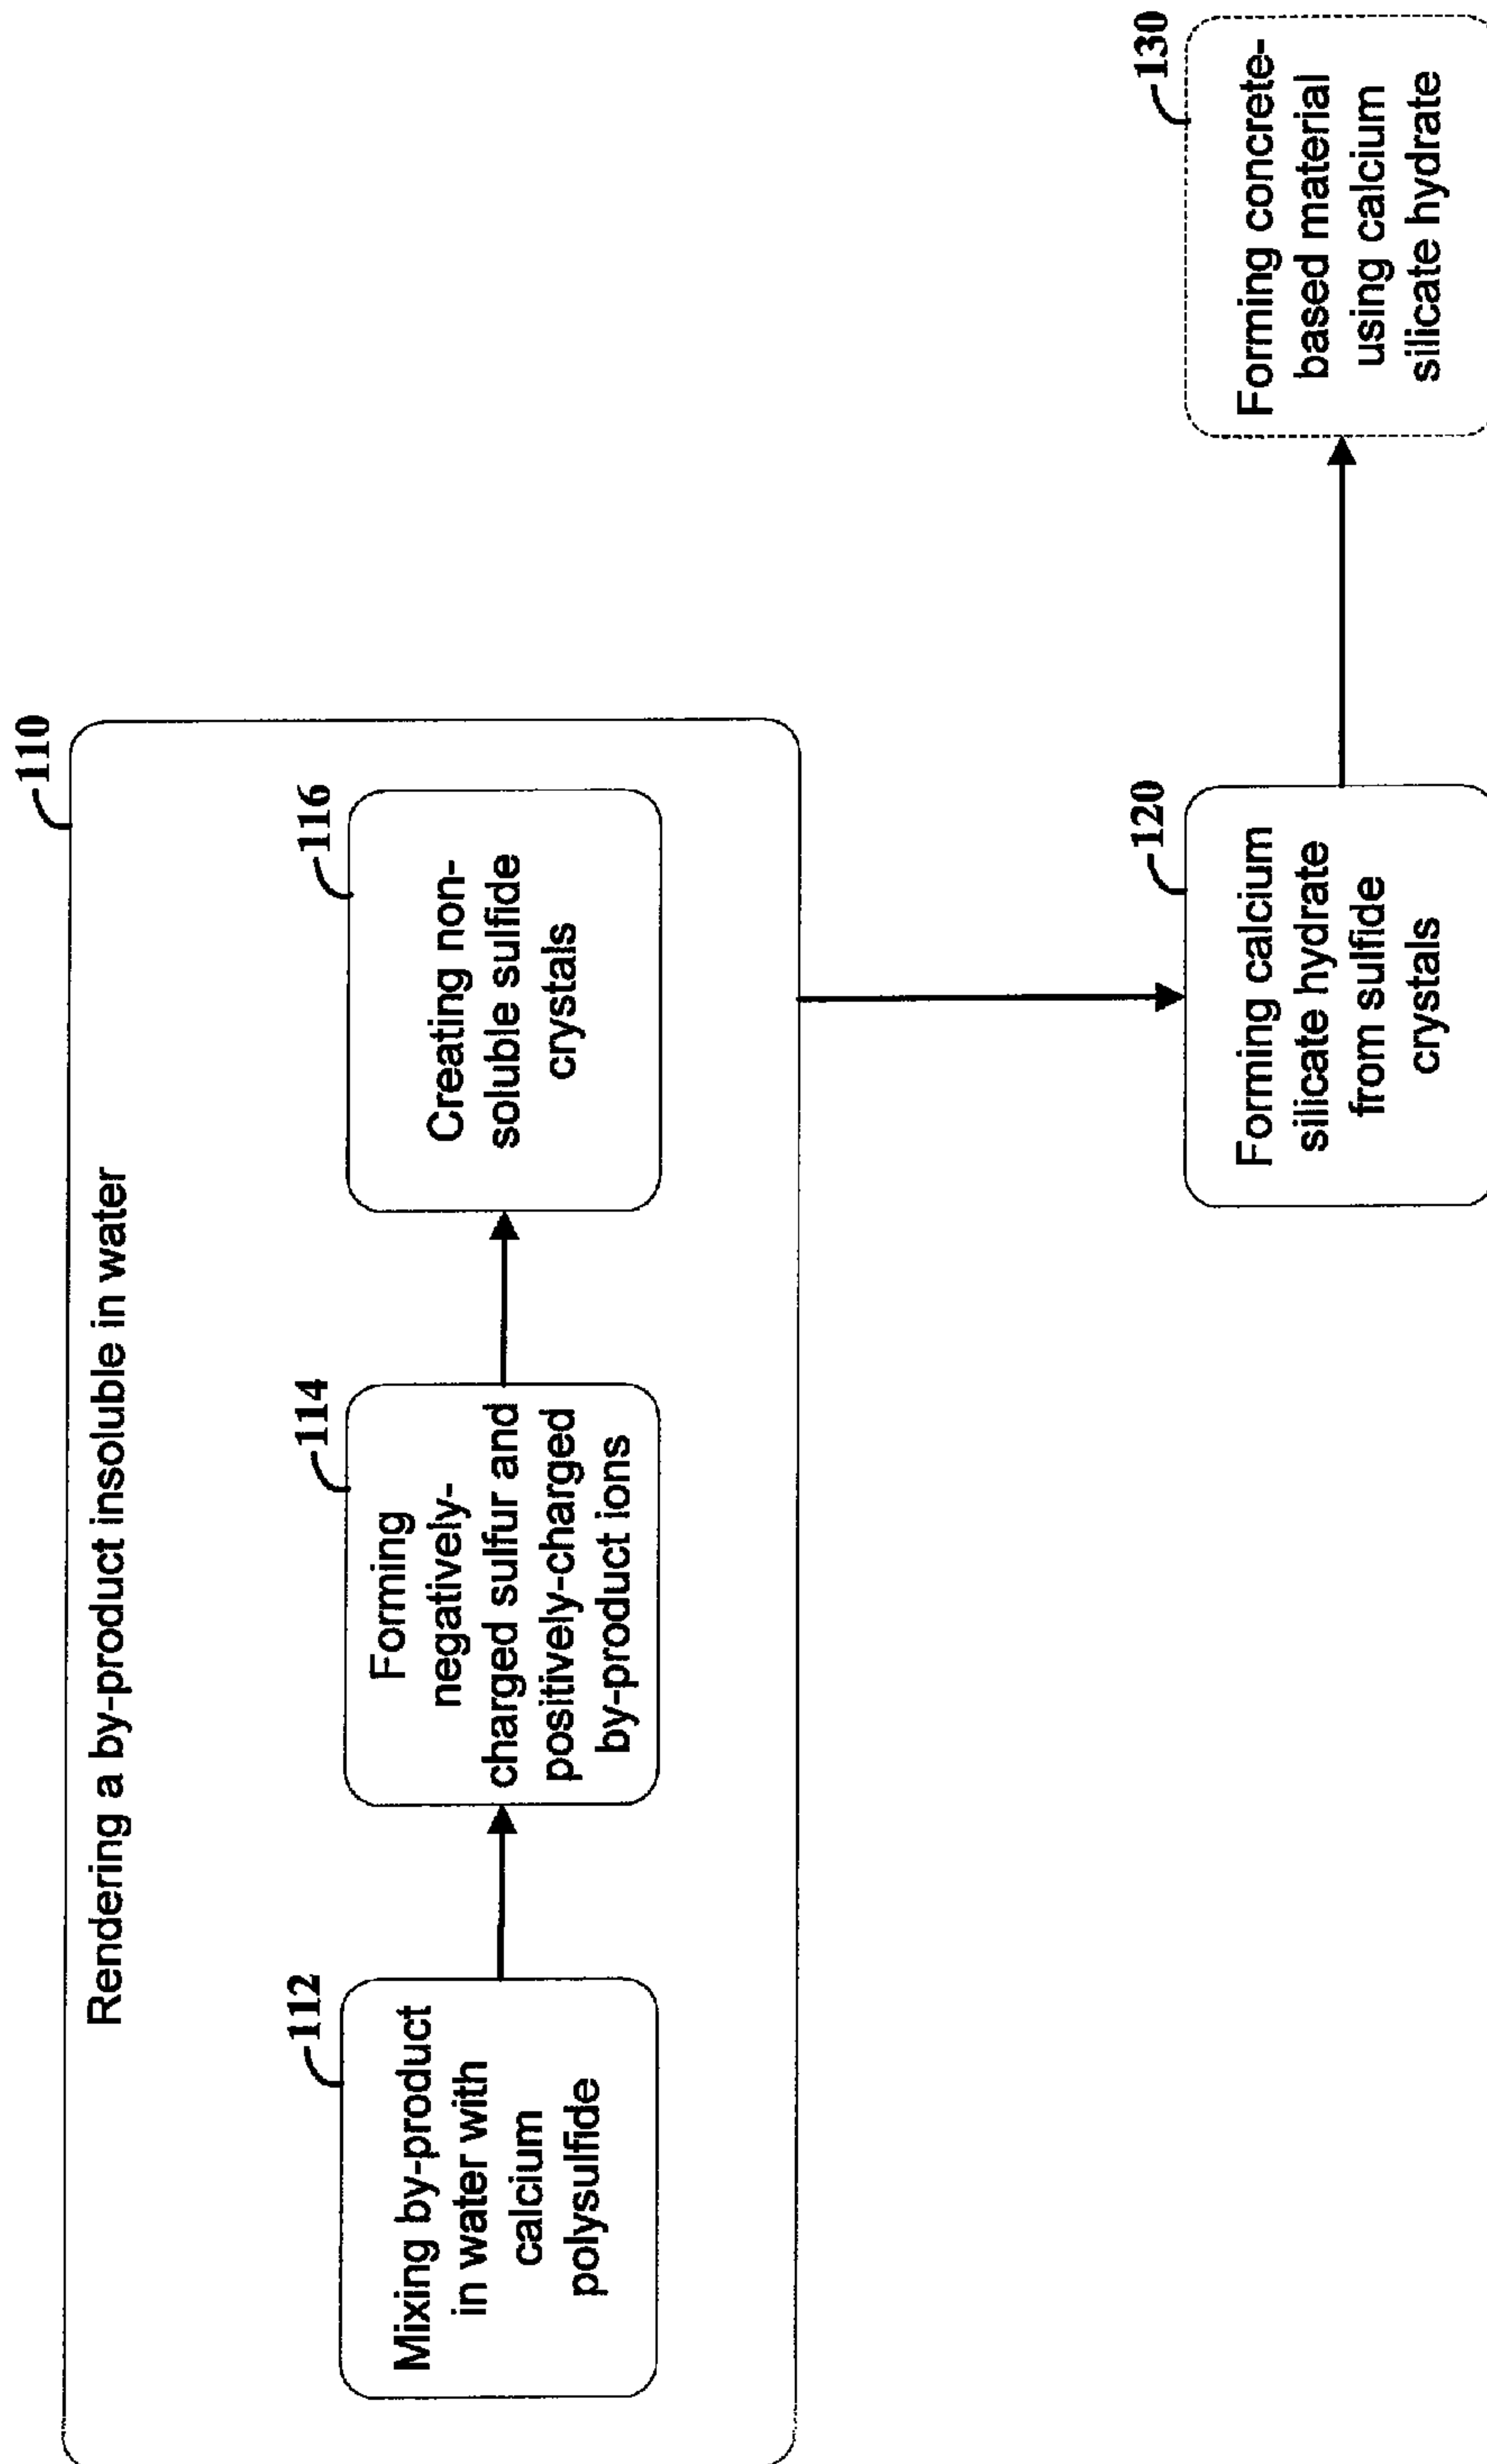 110
Rendering a by-product insoluble in water
112
Mixing by-product
in water with
calcium
polysulfide
114
Forming
negatively-
charged sulfur and
positively-charged
by-product ions
116
Creating non-
soluble sulfide
crystals
120
Forming calcium
silicate hydrate
from sulfide
crystals
130
Forming concrete-
based material
using calcium
silicate hydrate